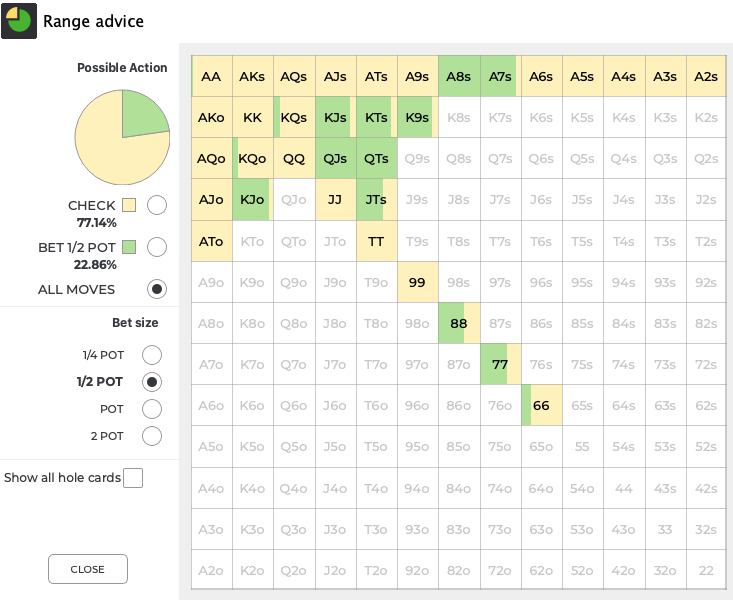 Range advice
Possible Action
CHECK
77.14%
BET 1/2 POT
22.86%
ALL MOVES
Bet size
1/4 POT
1/2 POT
POT
2 POT
Show all hole cards
CLOSE
AA AKs AQs AJs ATs A9s A8s A7s A6s A5s A4s A3s A2s
AKo KK KQs KJs KTs K9s K8s K7s K6s K5s K4s K3s K2s
AQo KQo QQ QJs QTs Q9s Q8s Q7s Q6s Q5s Q4s Q3s Q2s
AJo KJo QJo JJ JTs J9s J8s J7s J6s J5s J4s J3s J2s
ATo KTo QTo JTo TT T9s T8s T7s T6s T5s T4s T3s T2s
A9o K9o Q9o J9o T9o 99 98s 97s 96s 95s 94s 93s 92s
A8o K8o Q8o J8o T8o 98o 88 87s 86s 85s 84s 83s 82s
A7o K7o Q7o J7o T7o 97o 87o 77 76s 75s 74s 73s 72s
A6o K6o Q6o J6o T6o 96o 86o 76o 66 65s 64s 63s 62s
A5o K5o Q5o J5o T5o 95o 85o 75o 65o 55 54s 53s 52s
A4o K4o Q4o J4o T4o 94o 84o 74o 64o 54o 44 43s 42s
A3o K3o Q3o J3o T3o 93o 83o 73o 63o 53o 43o 33 32s
A2o K2o Q2o J2o T2o 92o 82o 72o 62o 52o 42o 32o 22